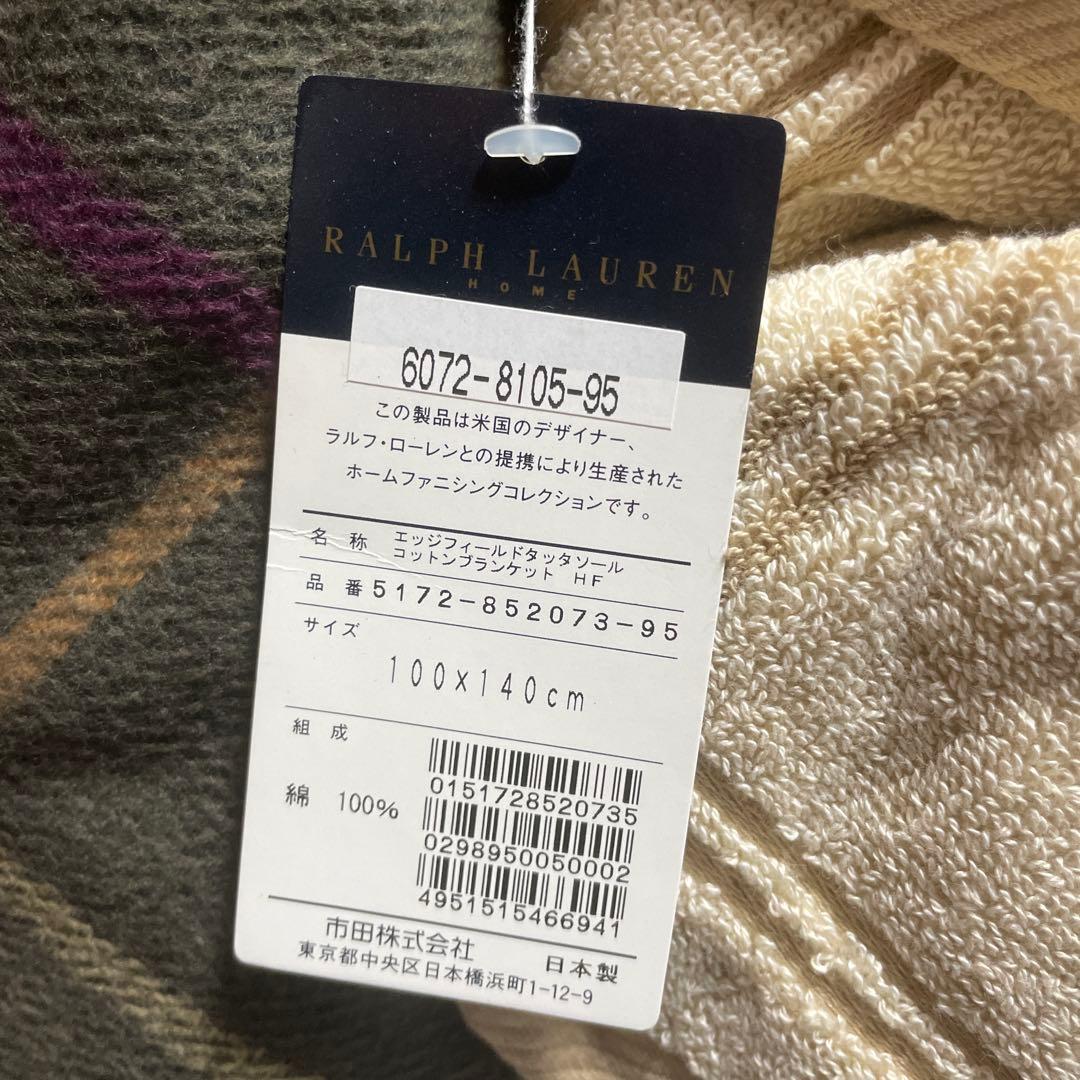 RALPH LAUREN
HOME
6072-8105-95
この製品は米国のデザイナー、
ラルフ・ローレンとの提携により生産された
ホームファニシングコレクションです。
名 称 エッジフィールドタッタソール
コットンブランケット HF
品 番 5172-852073-95
サイズ
100×140cm
組 成
綿 100%
0151728520735
0298950050002
4951515466941
市田株式会社 日本製
東京都中央区日本橋浜町1-12-9